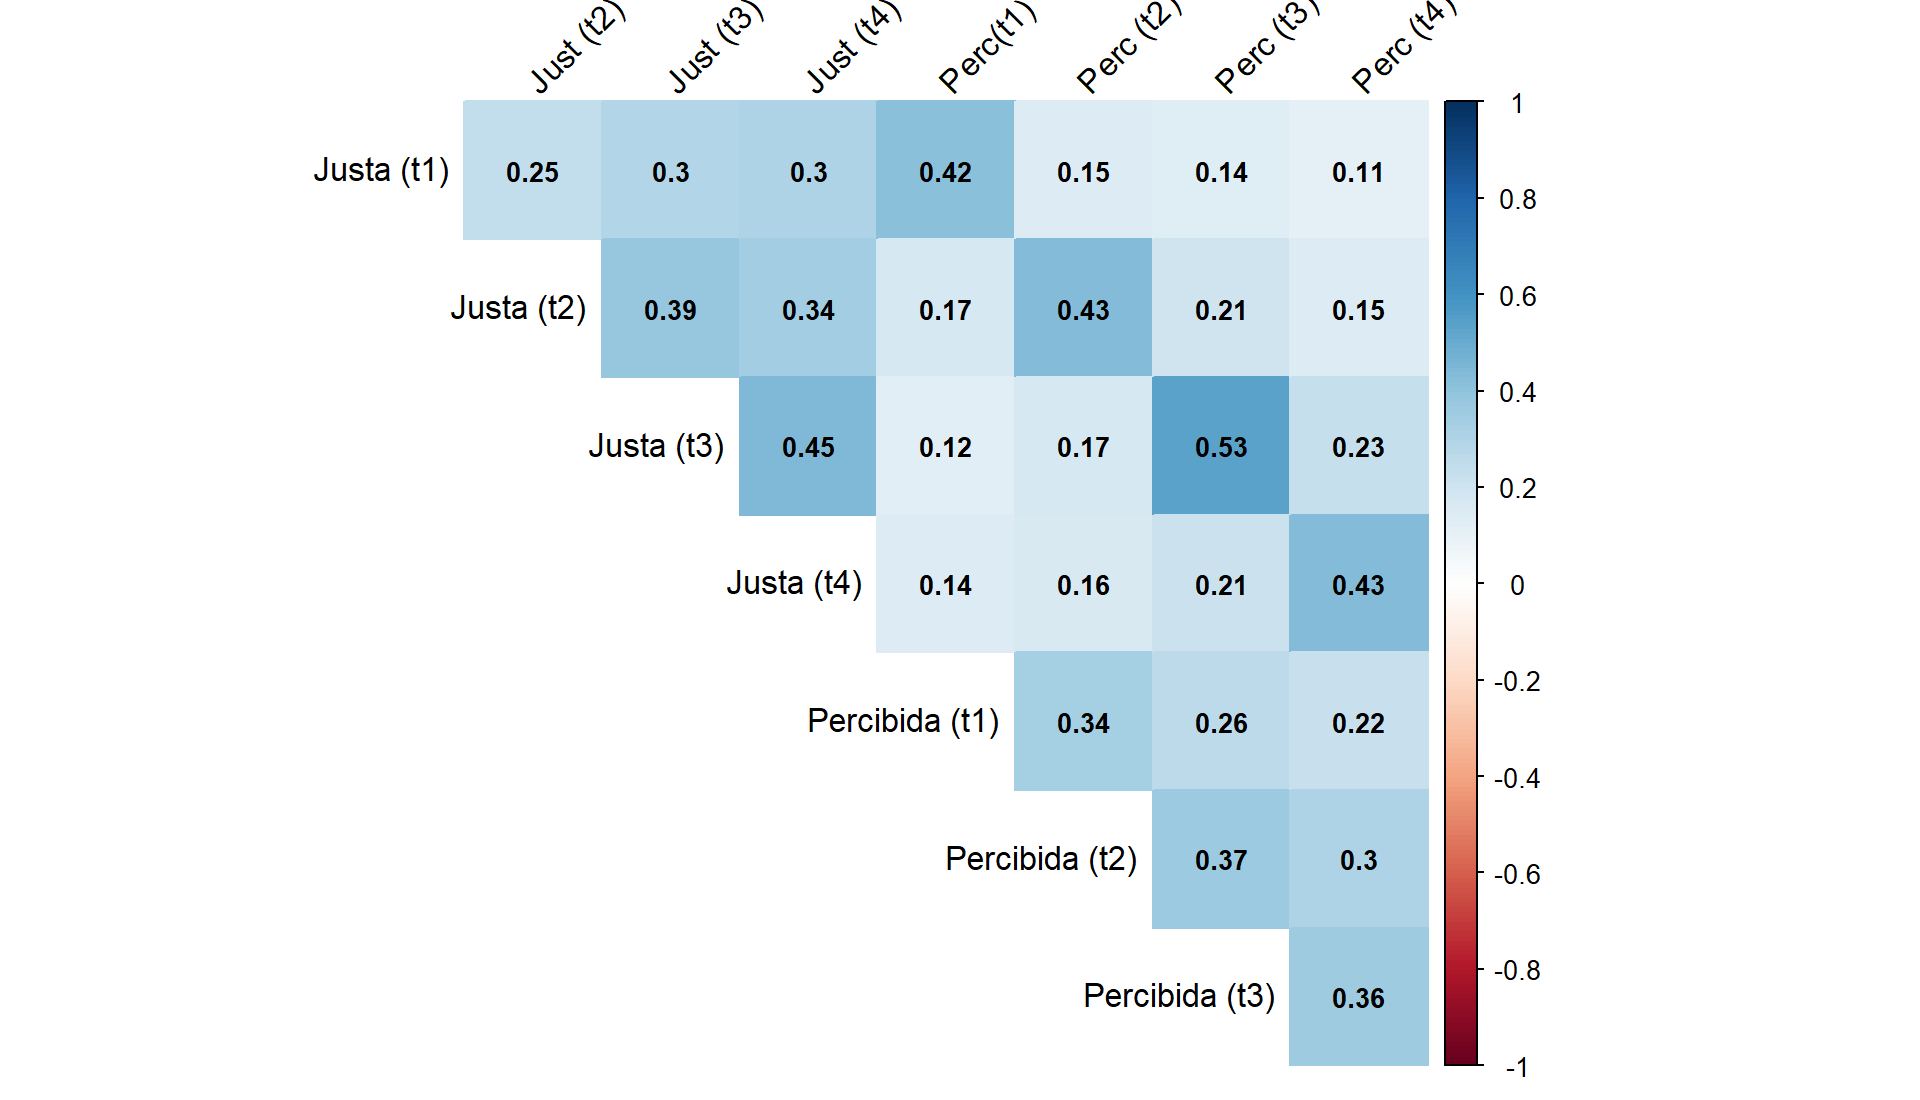 Just (t2) Just (t3) Just (t4) Perc(t1) Perc (t2) Perc (t3) Perc (t4)
Justa (t1) 0.25 0.3 0.3 0.42 0.15 0.14 0.11
Justa (t2) 0.39 0.34 0.17 0.43 0.21 0.15
Justa (t3) 0.45 0.12 0.17 0.53 0.23
Justa (t4) 0.14 0.16 0.21 0.43
Percibida (t1) 0.34 0.26 0.22
Percibida (t2) 0.37 0.3
Percibida (t3) 0.36
1
0.8
0.6
0.4
0.2
0
-0.2
-0.4
-0.6
-0.8
-1